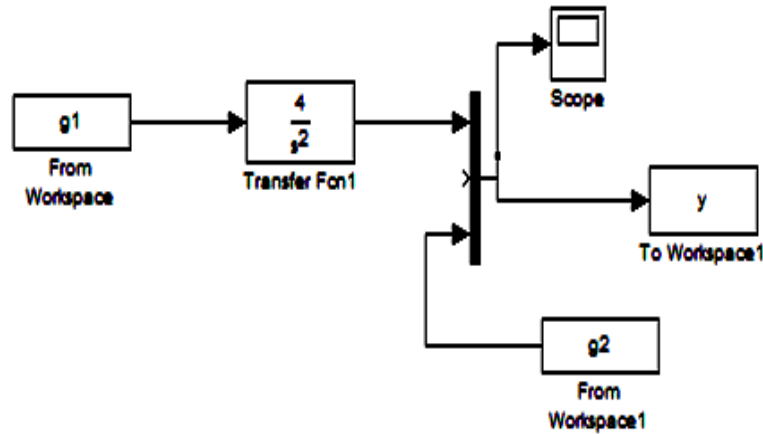 g1
From
Workspace
4
s2
Transfer Fcn1
Scope
y
To Workspace1
g2
From
Workspace1